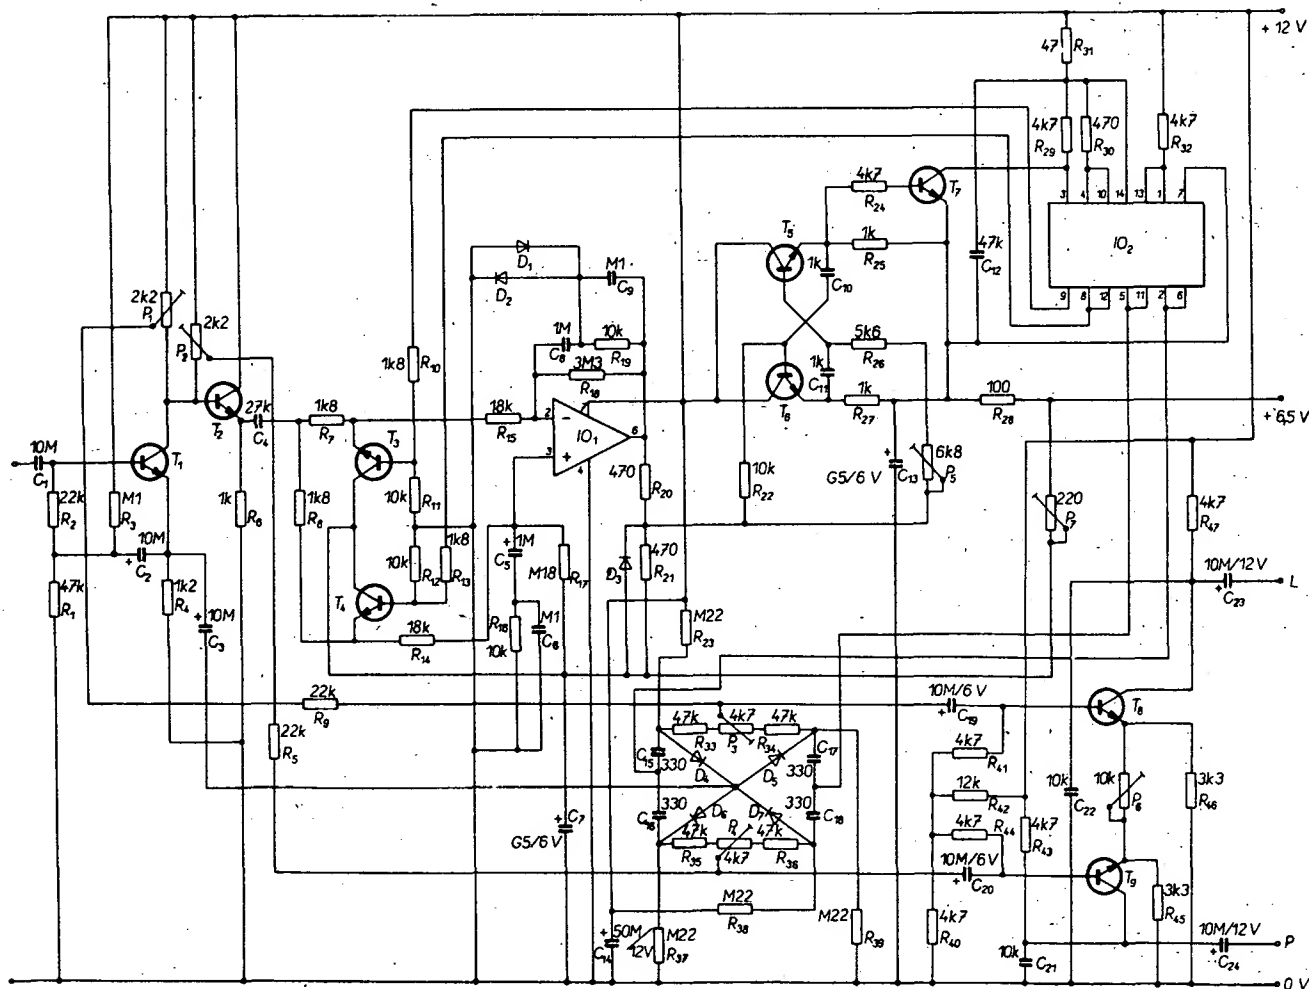 + 12 V
47 R31
4k7 R29
470 R30
4k7 R32
3 4 10 14 13 1 7
IO2
9 8 12 5 11 2 6
4k7 R24
T7
T5
1k R25
1k C10
47k C12
5k6 R26
1k C11
T6
1k R27
100 R28
+ 6,5 V
2k2 P1
2k2 P2
D1
D2
M1 C9
1M C8
10k R19
3M3 R18
1k8 R10
T2
27k C4
1k8 R7
T3
18k R15
2 − IO1 6
3 +
4
10M C1
T1
22k R2
M1 R3
10M + C2
1k R6
1k8 R8
10k R11
10k R12
1k8 R13
470 R20
10k R22
6k8 P5
G5/6 V + C13
220 P7
4k7 R47
10M/12V + C23
L
47k R1
1k2 R4
+ 10M C3
T4
18k R14
+ 1M C5
M18 R17
D3
470 R21
R16 10k
M1 C6
M22 R23
22k R9
22k R5
47k R33
4k7 P3
47k R34
C15 330
D4
D5
C17 330
10M/6 V + C19
T8
4k7 R41
12k R42
4k7 R44
4k7 R43
10k C22
10k P6
3k3 R46
+ C7 G5/6 V
C16 330
D6
D7
330 C18
47k R35
P4 4k7
47k R36
10M/6 V + C20
T9
3k3 R45
M22 R38
+ 50M 12V C14
M22 R37
M22 R39
4k7 R40
10k C21
10M/12V + C24
P
0 V